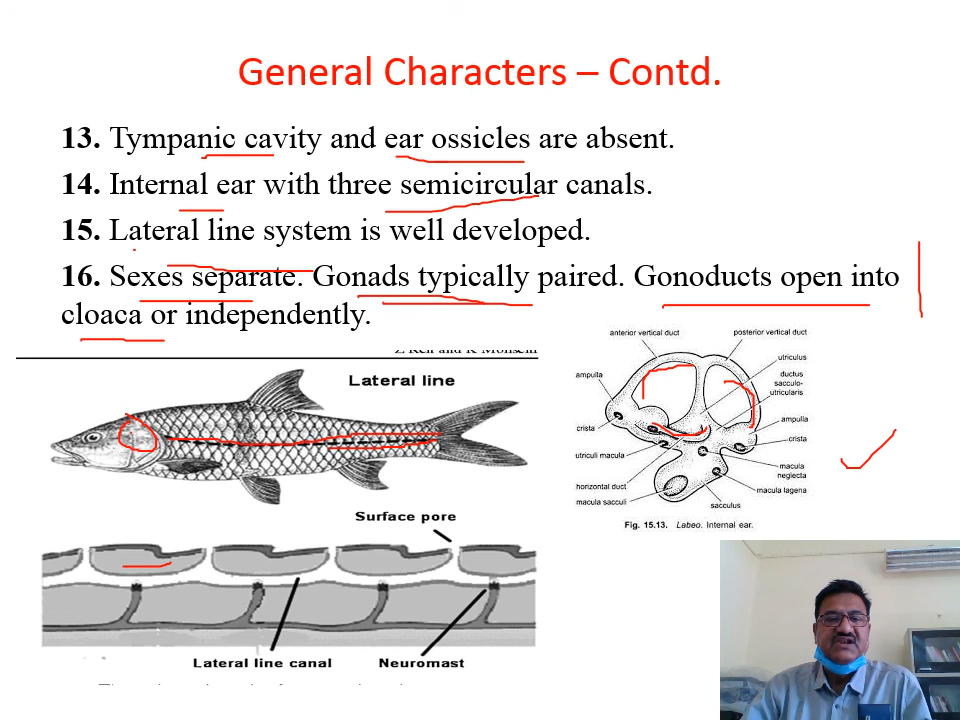 General Characters – Contd.
13. Tympanic cavity and ear ossicles are absent.
14. Internal ear with three semicircular canals.
15. Lateral line system is well developed.
16. Sexes separate. Gonads typically paired. Gonoducts open into
cloaca or independently.
Lateral line
Surface pore
Lateral line canal
Neuromast
anterior vertical duct
posterior vertical duct
utriculus
ampulla
ductus
sacculo-
utricularis
ampulla
crista
crista
utriculi macula
macula
neglecta
horizontal duct
macula lagena
macula sacculi
sacculus
Fig. 15.13. Labeo. Internal ear.